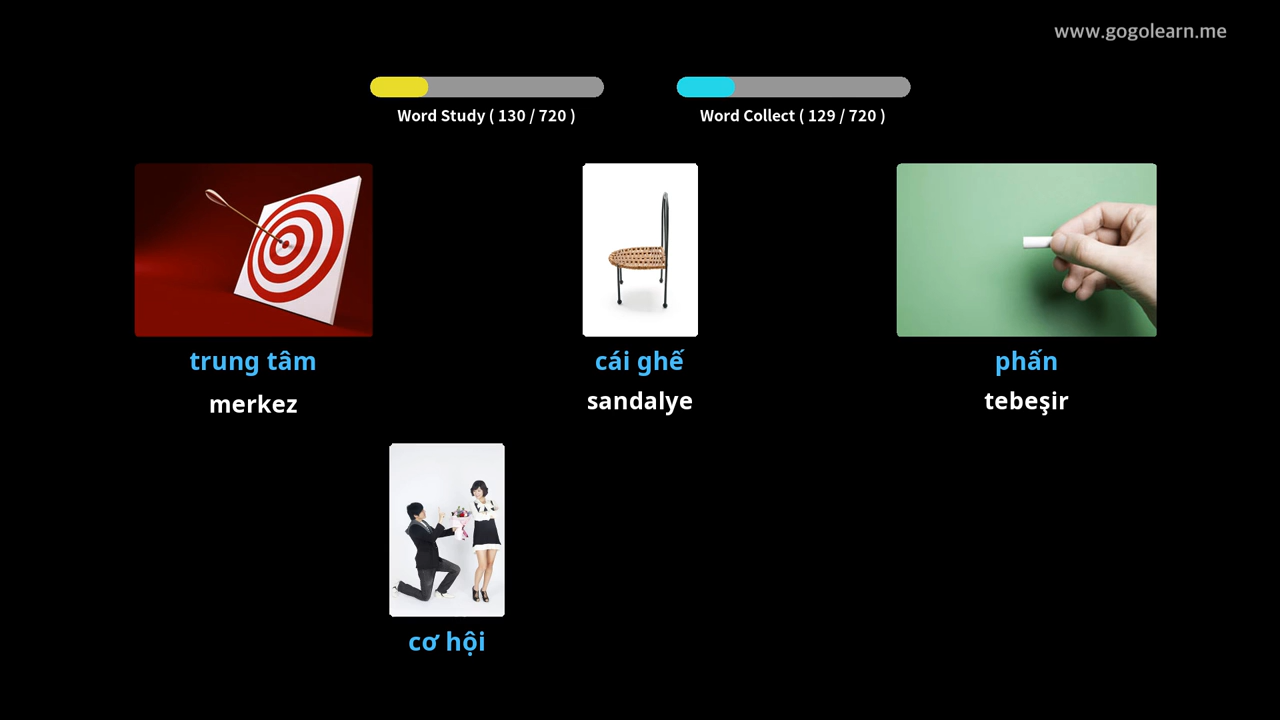 www.gogolearn.me
Word Study ( 130 / 720 )
Word Collect ( 129 / 720 )
trung tâm
cái ghế
phấn
merkez
sandalye
tebeşir
cơ hội